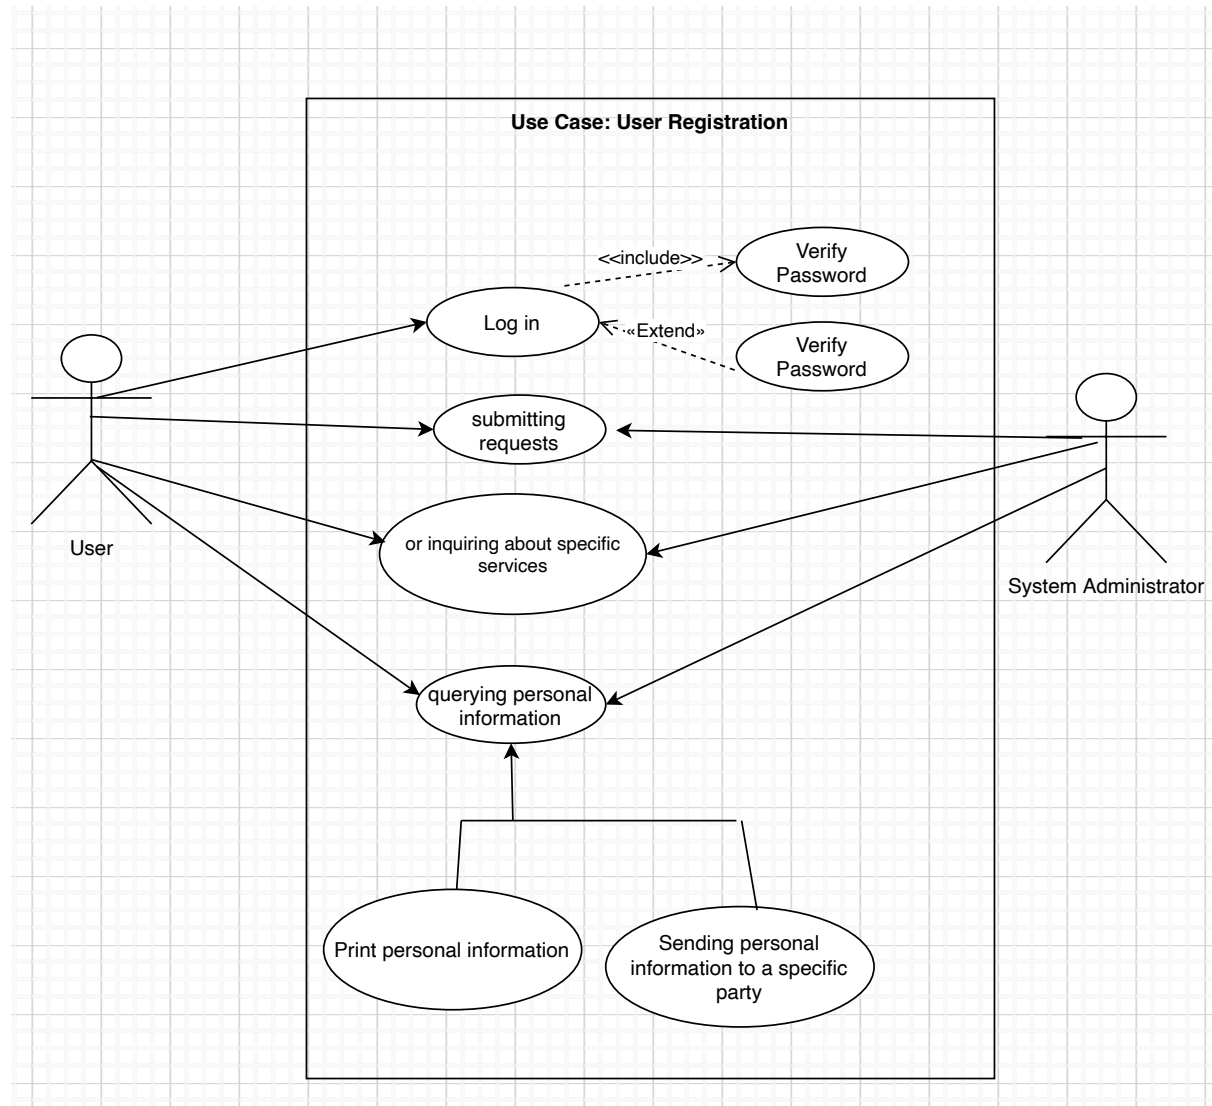 Use Case: User Registration
<<include>>
Verify
Password
Log in
«Extend»
Verify
Password
submitting
requests
or inquiring about specific
services
User
System Administrator
querying personal
information
Print personal information
Sending personal
information to a specific
party